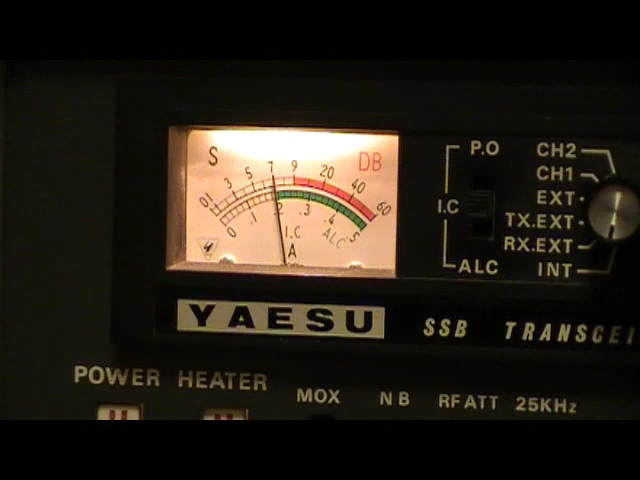 S DB
01 3 5 7 9 20 40 60
0 .1 .2 .3 .4 .5
I.C ALC
A
P.O
I.C
ALC
CH2
CH1
EXT
TX.EXT
RX.EXT
INT
YAESU
SSB TRANSCEI
POWER HEATER MOX NB RF ATT 25KHz